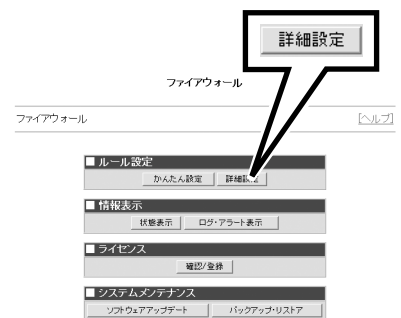 詳細設定
ファイアウォール
ファイアウォール [ヘルプ]
■ ルール設定
かんたん設定 詳細設定
■ 情報表示
状態表示 ログ・アラート表示
■ ライセンス
確認/登録
■ システムメンテナンス
ソフトウェアアップデート バックアップ・リストア